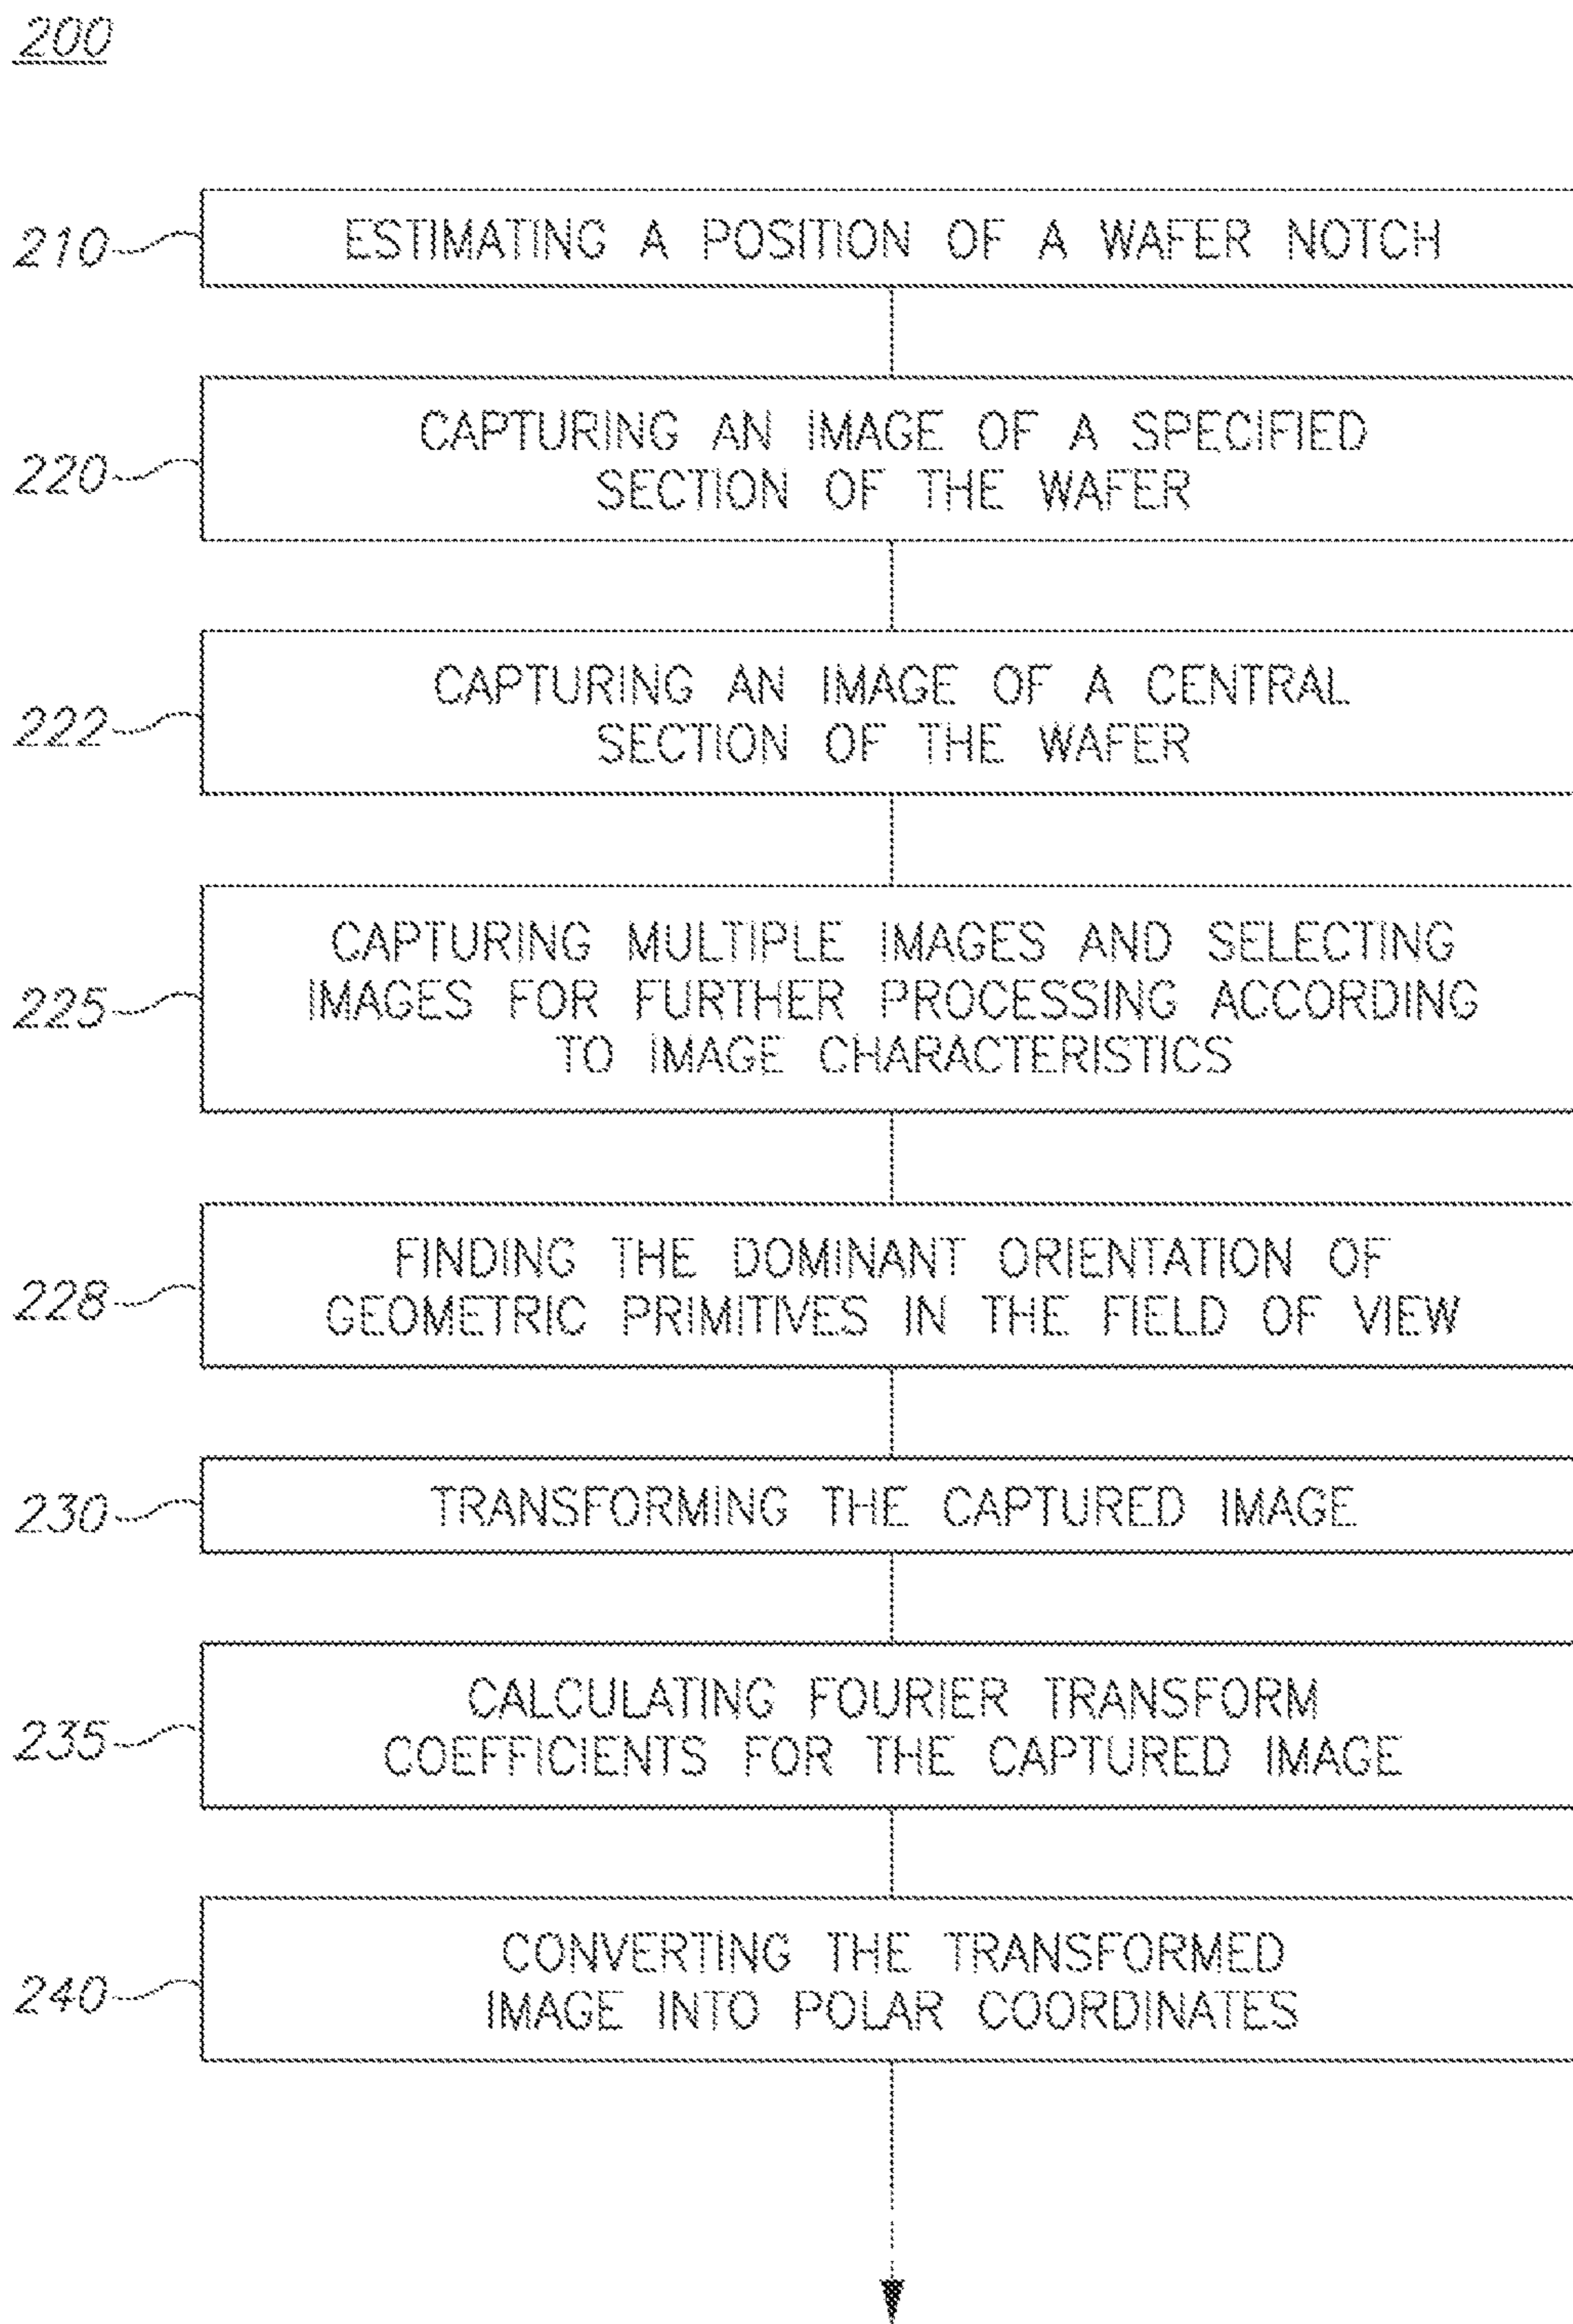 200
210
ESTIMATING A POSITION OF A WAFER NOTCH
220
CAPTURING AN IMAGE OF A SPECIFIED
SECTION OF THE WAFER
222
CAPTURING AN IMAGE OF A CENTRAL
SECTION OF THE WAFER
225
CAPTURING MULTIPLE IMAGES AND SELECTING
IMAGES FOR FURTHER PROCESSING ACCORDING
TO IMAGE CHARACTERISTICS
228
FINDING THE DOMINANT ORIENTATION OF
GEOMETRIC PRIMITIVES IN THE FIELD OF VIEW
230
TRANSFORMING THE CAPTURED IMAGE
235
CALCULATING FOURIER TRANSFORM
COEFFICIENTS FOR THE CAPTURED IMAGE
240
CONVERTING THE TRANSFORMED
IMAGE INTO POLAR COORDINATES